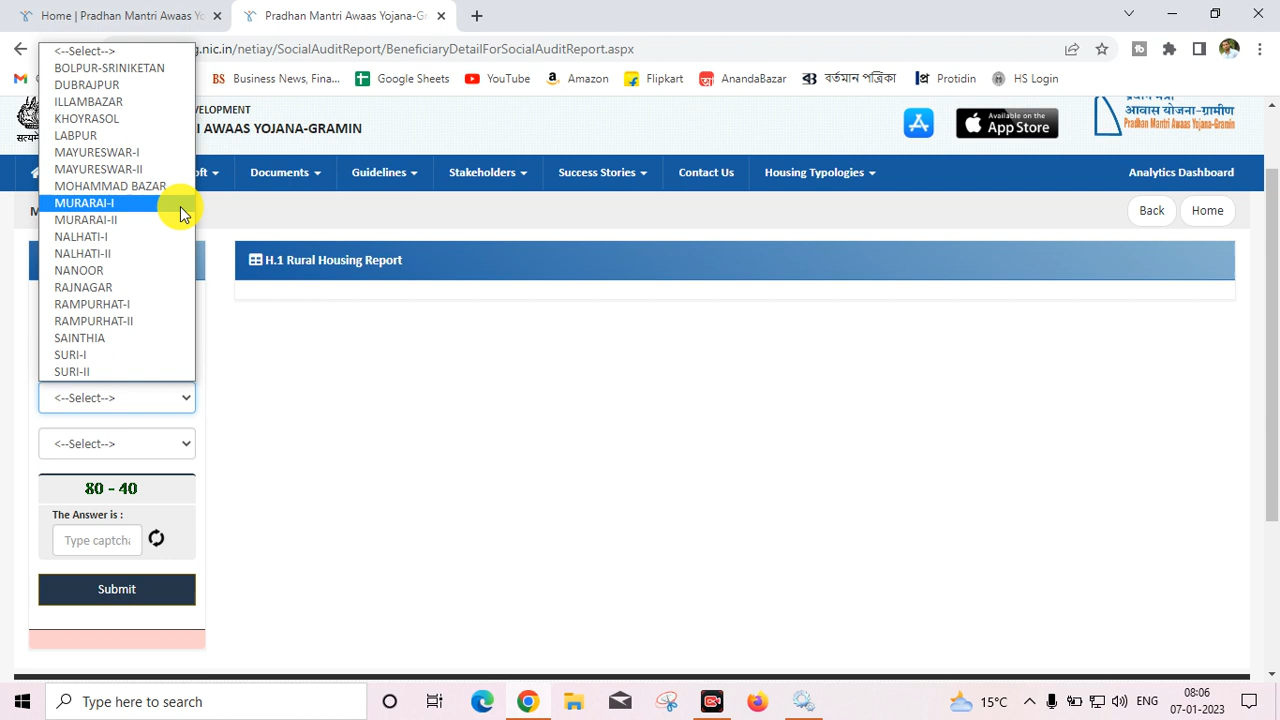 Home | Pradhan Mantri Awaas Yo
Pradhan Mantri Awaas Yojana-Gr
.nic.in/netiay/SocialAuditReport/BeneficiaryDetailForSocialAuditReport.aspx
BS Business News, Fina...
Google Sheets
YouTube
Amazon
Flipkart
AnandaBazar
বর্তমান পত্রিকা
Protidin
HS Login
<--Select-->
BOLPUR-SRINIKETAN
DUBRAJPUR
ILLAMBAZAR
KHOYRASOL
LABPUR
MAYURESWAR-I
MAYURESWAR-II
MOHAMMAD BAZAR
MURARAI-I
MURARAI-II
NALHATI-I
NALHATI-II
NANOOR
RAJNAGAR
RAMPURHAT-I
RAMPURHAT-II
SAINTHIA
SURI-I
SURI-II
VELOPMENT
I AWAAS YOJANA-GRAMIN
Available on the
App Store
आवास योजना-ग्रामीण
Pradhan Mantri Awaas Yojana-Gramin
oft
Documents
Guidelines
Stakeholders
Success Stories
Contact Us
Housing Typologies
Analytics Dashboard
M
Back
Home
H.1 Rural Housing Report
<--Select-->
<--Select-->
80 - 40
The Answer is :
Type captcha
Submit
Type here to search
15°C
ENG
08:06
07-01-2023